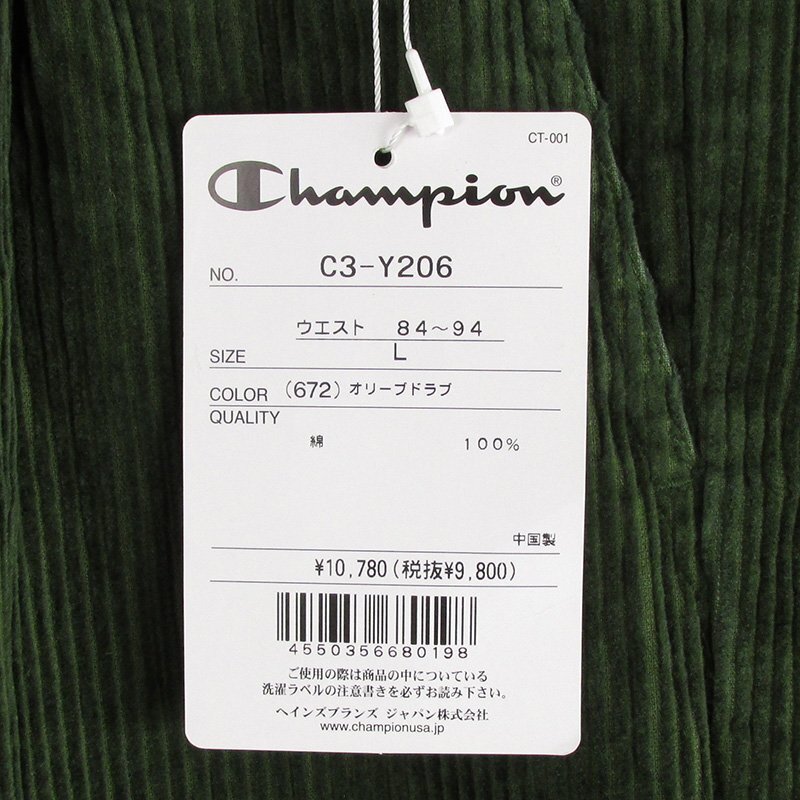 CT-001
Champion®
NO. C3-Y206
ウエスト 84～94
SIZE L
COLOR (672) オリーブドラブ
QUALITY
綿 100%
中国製
¥10,780(税抜¥9,800)
4550356680198
ご使用の際は商品の中についている
洗濯ラベルの注意書きを必ずお読み下さい。
ヘインズブランズ ジャパン株式会社
www.championusa.jp